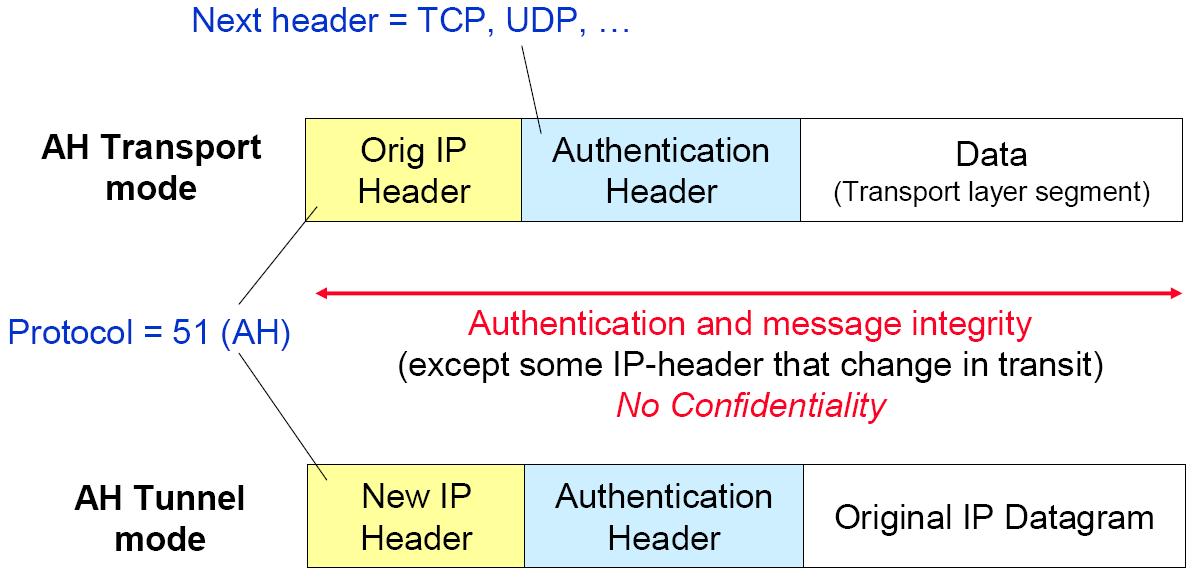 Next header = TCP, UDP, …
AH Transport
mode
Orig IP
Header
Authentication
Header
Data
(Transport layer segment)
Protocol = 51 (AH)
Authentication and message integrity
(except some IP-header that change in transit)
No Confidentiality
AH Tunnel
mode
New IP
Header
Authentication
Header
Original IP Datagram